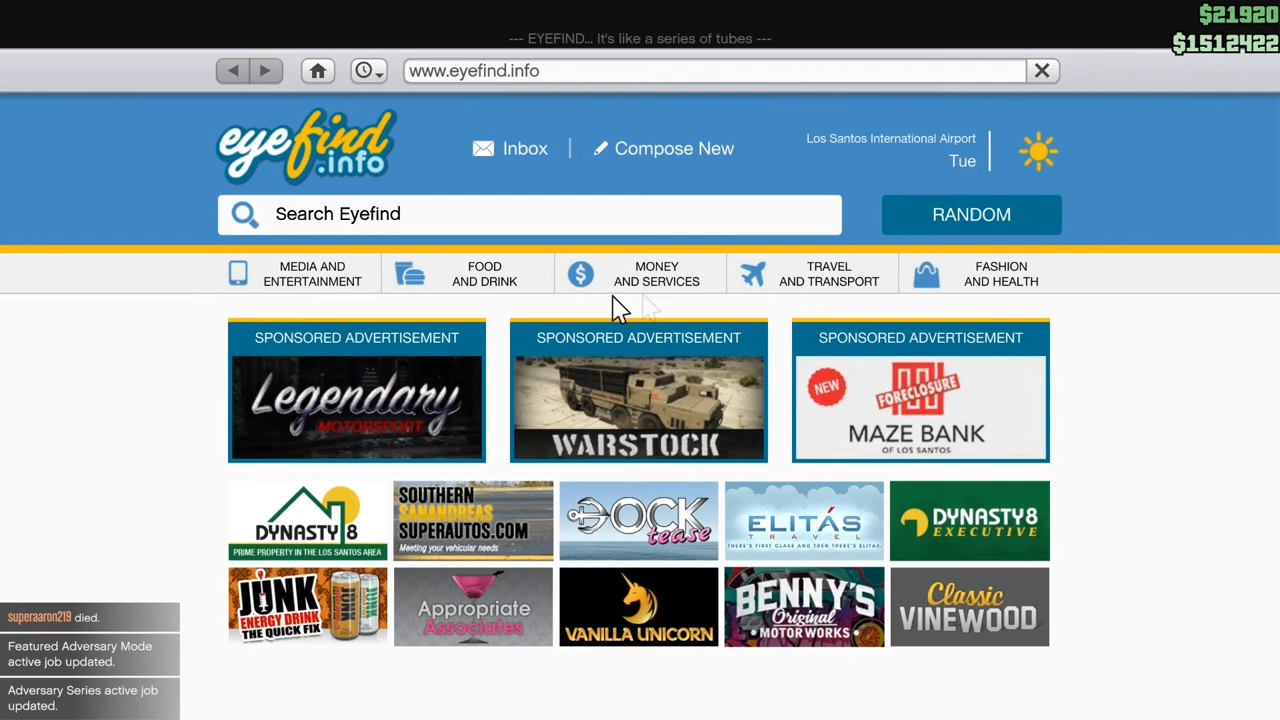 $21920
--- EYEFIND... It's like a series of tubes ---
$1512422
www.eyefind.info
eyefind
.info
Inbox
Compose New
Los Santos International Airport
Tue
Search Eyefind
RANDOM
MEDIA AND
ENTERTAINMENT
FOOD
AND DRINK
MONEY
AND SERVICES
TRAVEL
AND TRANSPORT
FASHION
AND HEALTH
SPONSORED ADVERTISEMENT
Legendary
MOTORSPORT
SPONSORED ADVERTISEMENT
WARSTOCK
SPONSORED ADVERTISEMENT
NEW
FORECLOSURE
MAZE BANK
OF LOS SANTOS
DYNASTY 8
PRIME PROPERTY IN THE LOS SANTOS AREA
SOUTHERN
SANANDREAS
SUPERAUTOS.COM
Meeting your vehicular needs
DOCK
tease
ELITÁS
TRAVEL
THERE'S FIRST CLASS AND THEN THERE'S ELITAS.
DYNASTY8
EXECUTIVE
JUNK
ENERGY DRINK
THE QUICK FIX
JUNK
JUNK
Appropriate
Associates
VANILLA UNICORN
BENNY'S
Original
MOTOR WORKS
Classic
VINEWOOD
superaaron219 died.
Featured Adversary Mode
active job updated.
Adversary Series active job
updated.